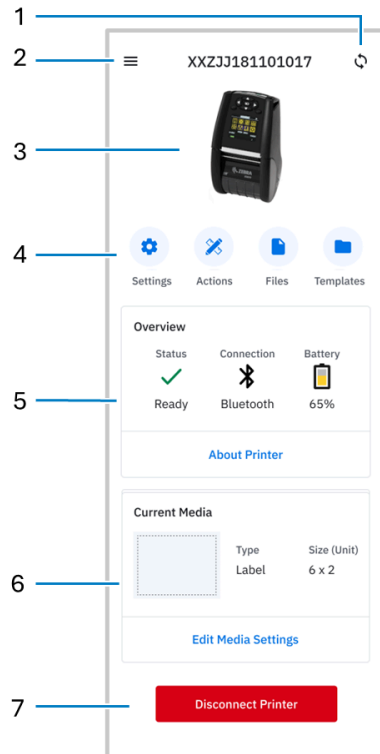 1
2
XXZJJ181101017
3
ZEBRA
4
Settings Actions Files Templates
Overview
Status Connection Battery
5
Ready Bluetooth 65%
About Printer
Current Media
Type Size (Unit)
6
Label 6 x 2
Edit Media Settings
7
Disconnect Printer